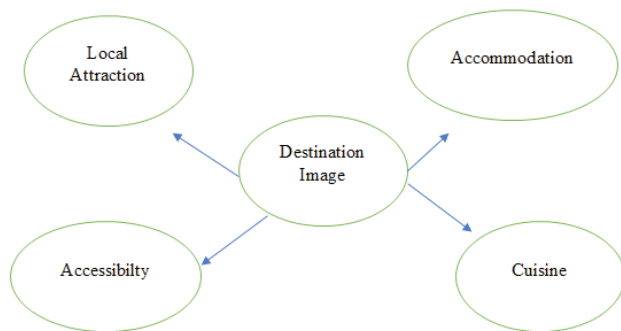 Local
Attraction
Accommodation
Destination
Image
Accessibilty
Cuisine